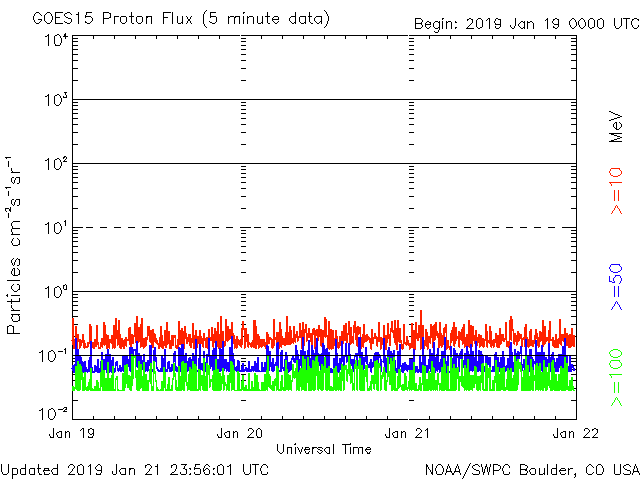 GOES15 Proton Flux (5 minute data)
Begin: 2019 Jan 19 0000 UTC
Particles cm⁻²s⁻¹sr⁻¹
10⁴
10³
10²
10¹
10⁰
10⁻¹
10⁻²
MeV
>=10
>=50
>=100
Jan 19
Jan 20
Jan 21
Jan 22
Universal Time
Updated 2019 Jan 21 23:56:01 UTC
NOAA/SWPC Boulder, CO USA